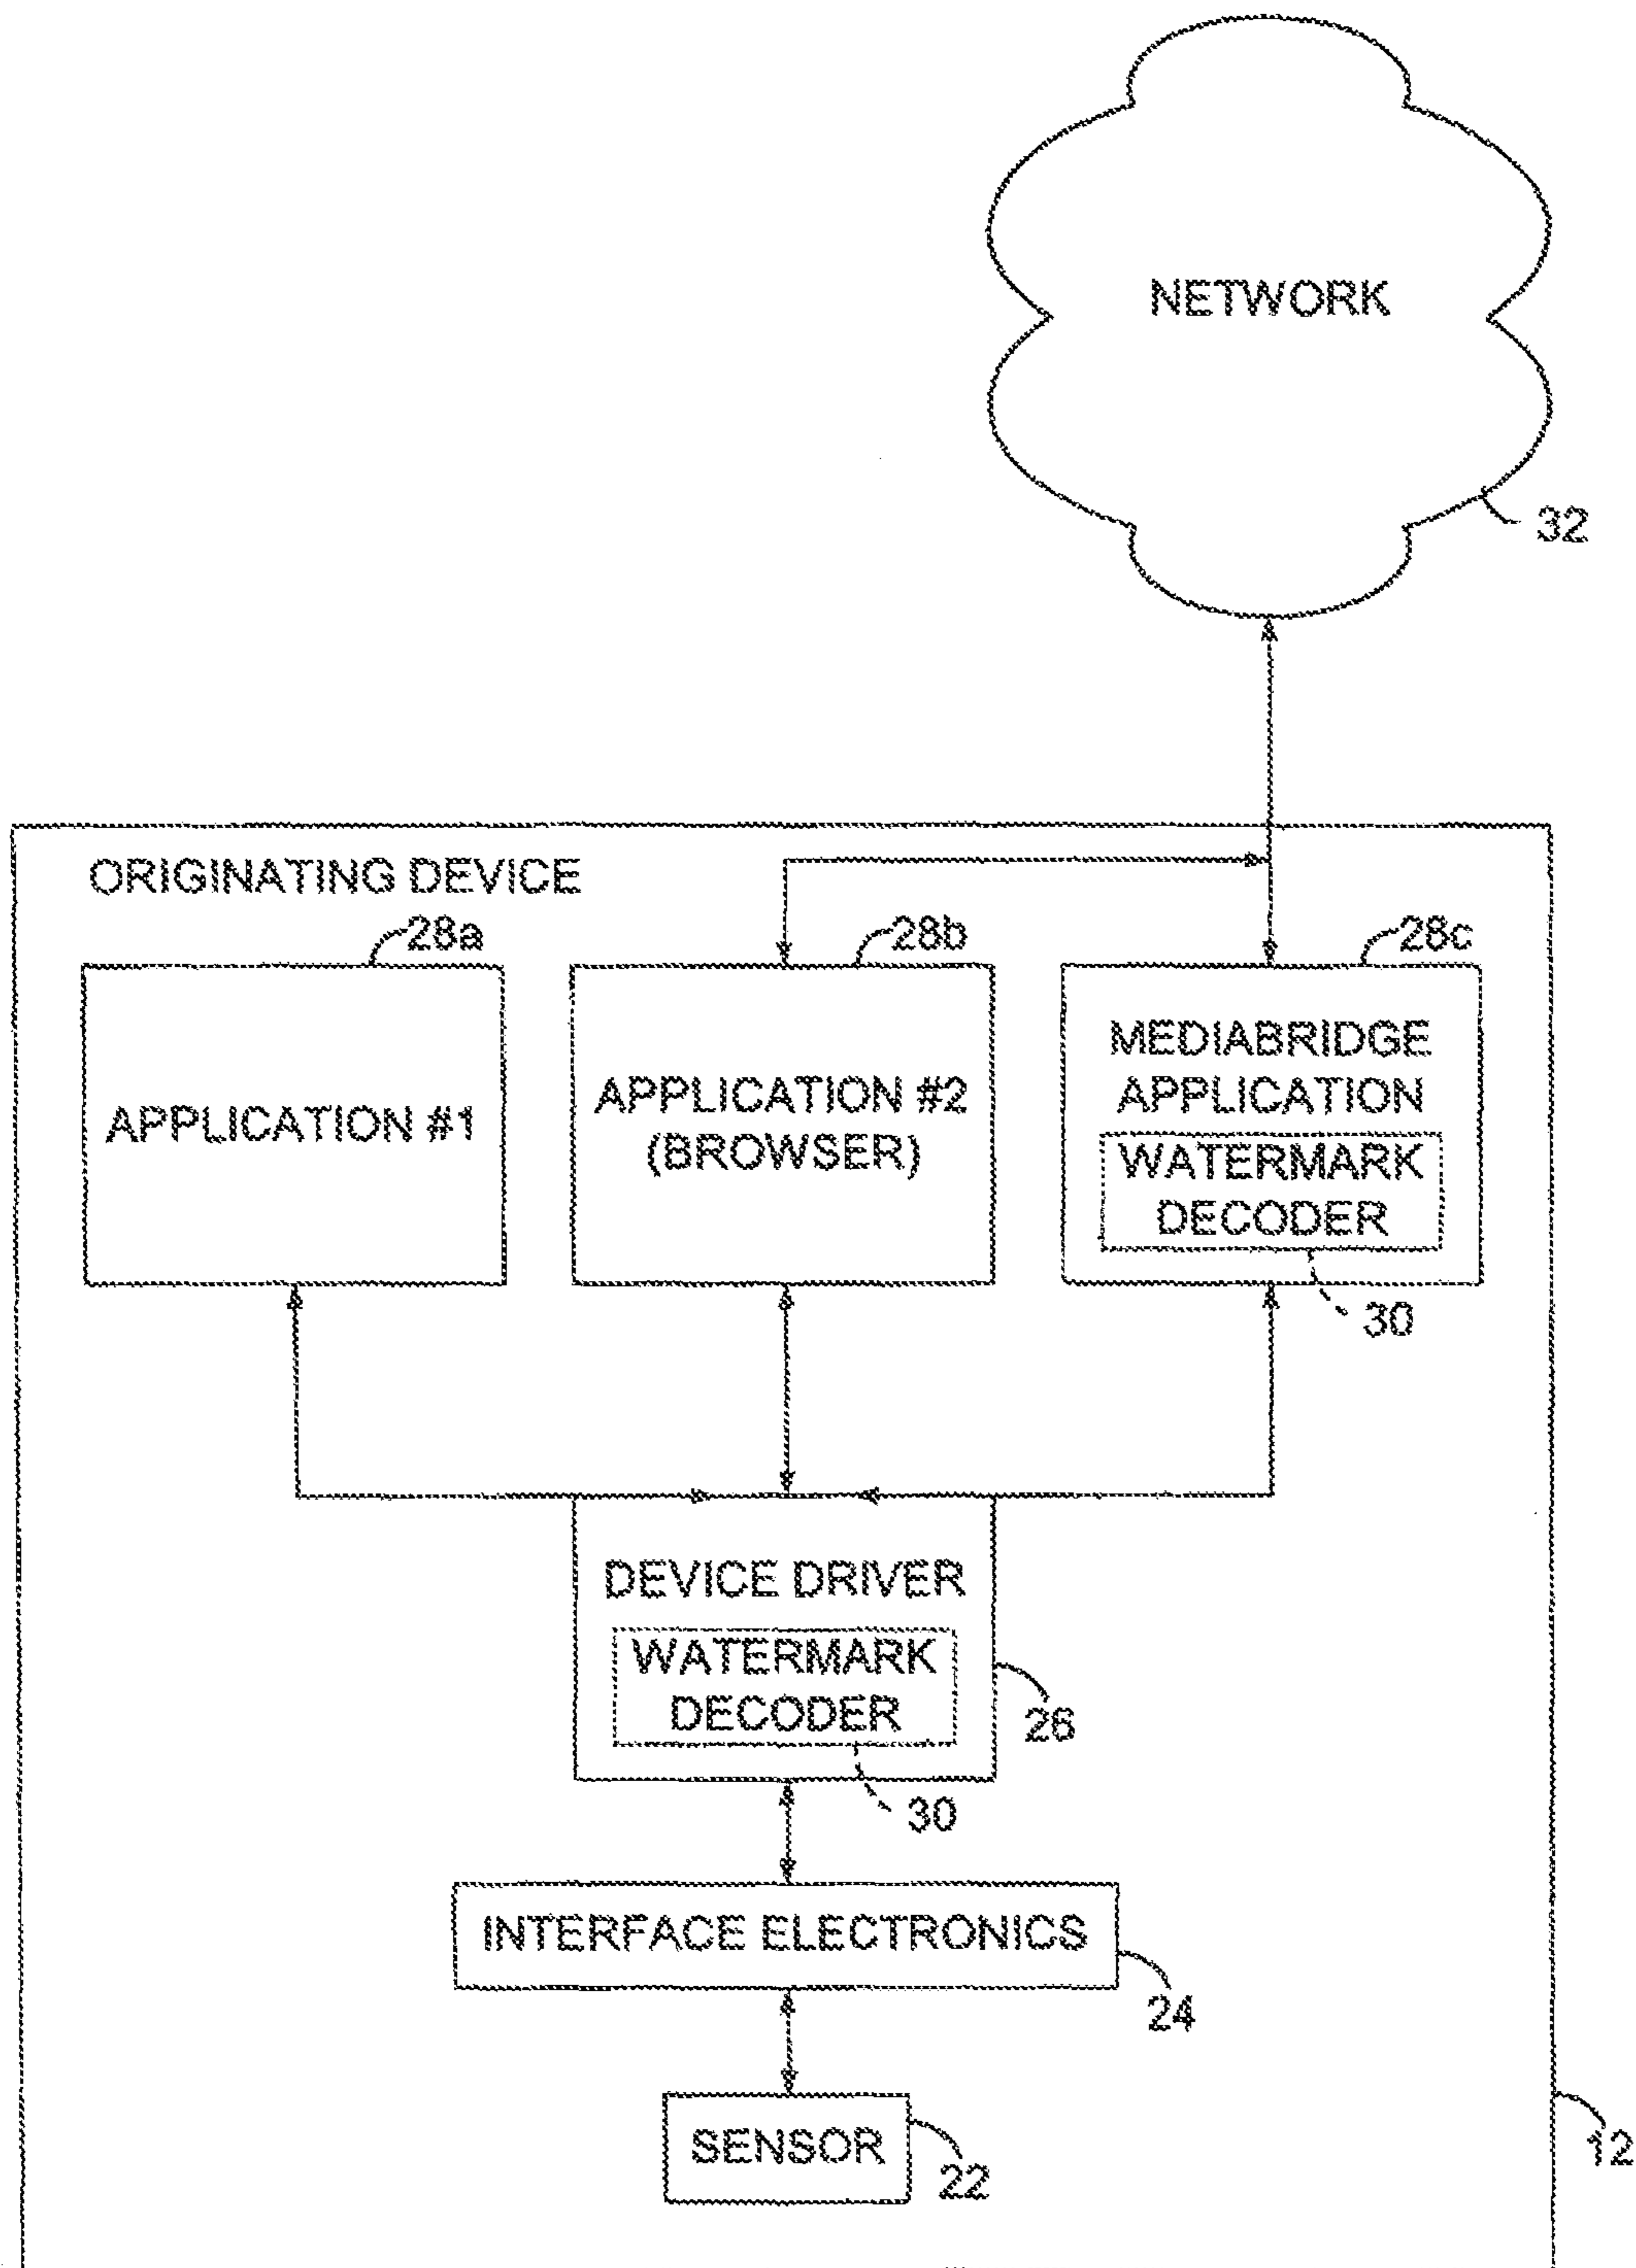 NETWORK
32
ORIGINATING DEVICE
28a
28b
28c
APPLICATION #1
APPLICATION #2
(BROWSER)
MEDIABRIDGE
APPLICATION
WATERMARK
DECODER
30
DEVICE DRIVER
WATERMARK
DECODER
26
30
INTERFACE ELECTRONICS
24
SENSOR
22
12